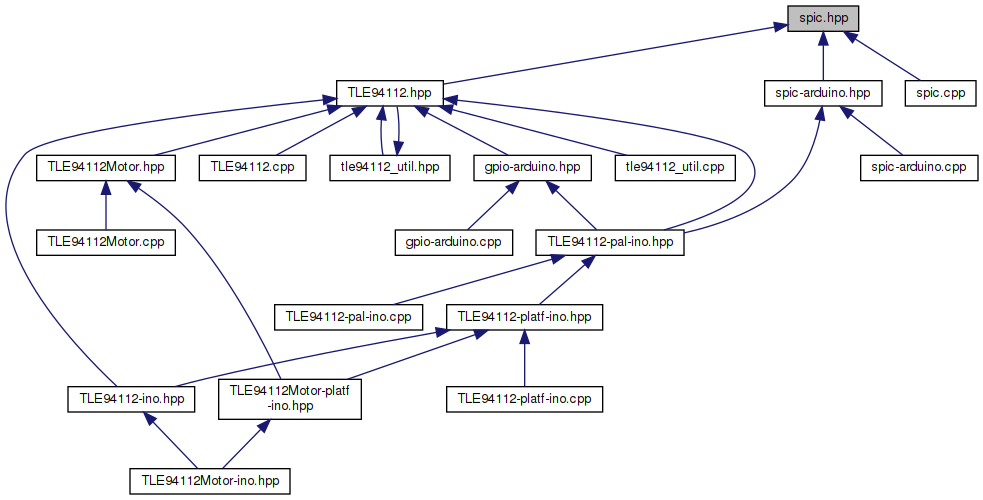 spic.hpp
TLE94112.hpp
spic-arduino.hpp
spic.cpp
TLE94112Motor.hpp
TLE94112.cpp
tle94112_util.hpp
gpio-arduino.hpp
tle94112_util.cpp
spic-arduino.cpp
TLE94112Motor.cpp
gpio-arduino.cpp
TLE94112-pal-ino.hpp
TLE94112-pal-ino.cpp
TLE94112-platf-ino.hpp
TLE94112-ino.hpp
TLE94112Motor-platf
-ino.hpp
TLE94112-platf-ino.cpp
TLE94112Motor-ino.hpp